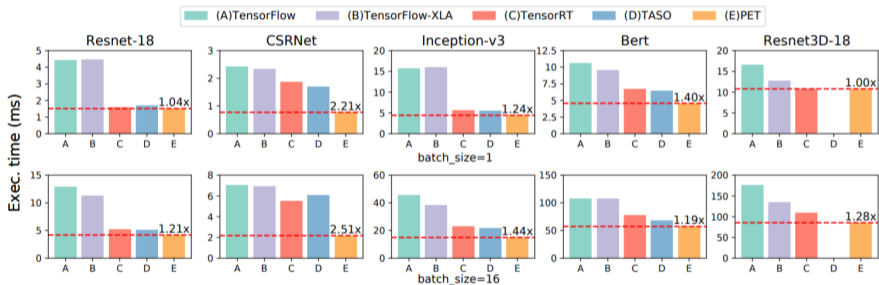 (A)TensorFlow (B)TensorFlow-XLA (C)TensorRT (D)TASO (E)PET
Resnet-18 CSRNet Inception-v3 Bert Resnet3D-18
Exec. time (ms)
5
4
3
2
1
0
1.04x
A B C D E
3
2
1
0
2.21x
A B C D E
20
15
10
5
0
1.24x
A B C D E
12.5
10.0
7.5
5.0
2.5
0.0
1.40x
A B C D E
20
15
10
5
0
1.00x
A B C D E
batch_size=1
15
10
5
0
1.21x
A B C D E
8
6
4
2
0
2.51x
A B C D E
60
40
20
0
1.44x
A B C D E
150
100
50
0
1.19x
A B C D E
200
150
100
50
0
1.28x
A B C D E
batch_size=16